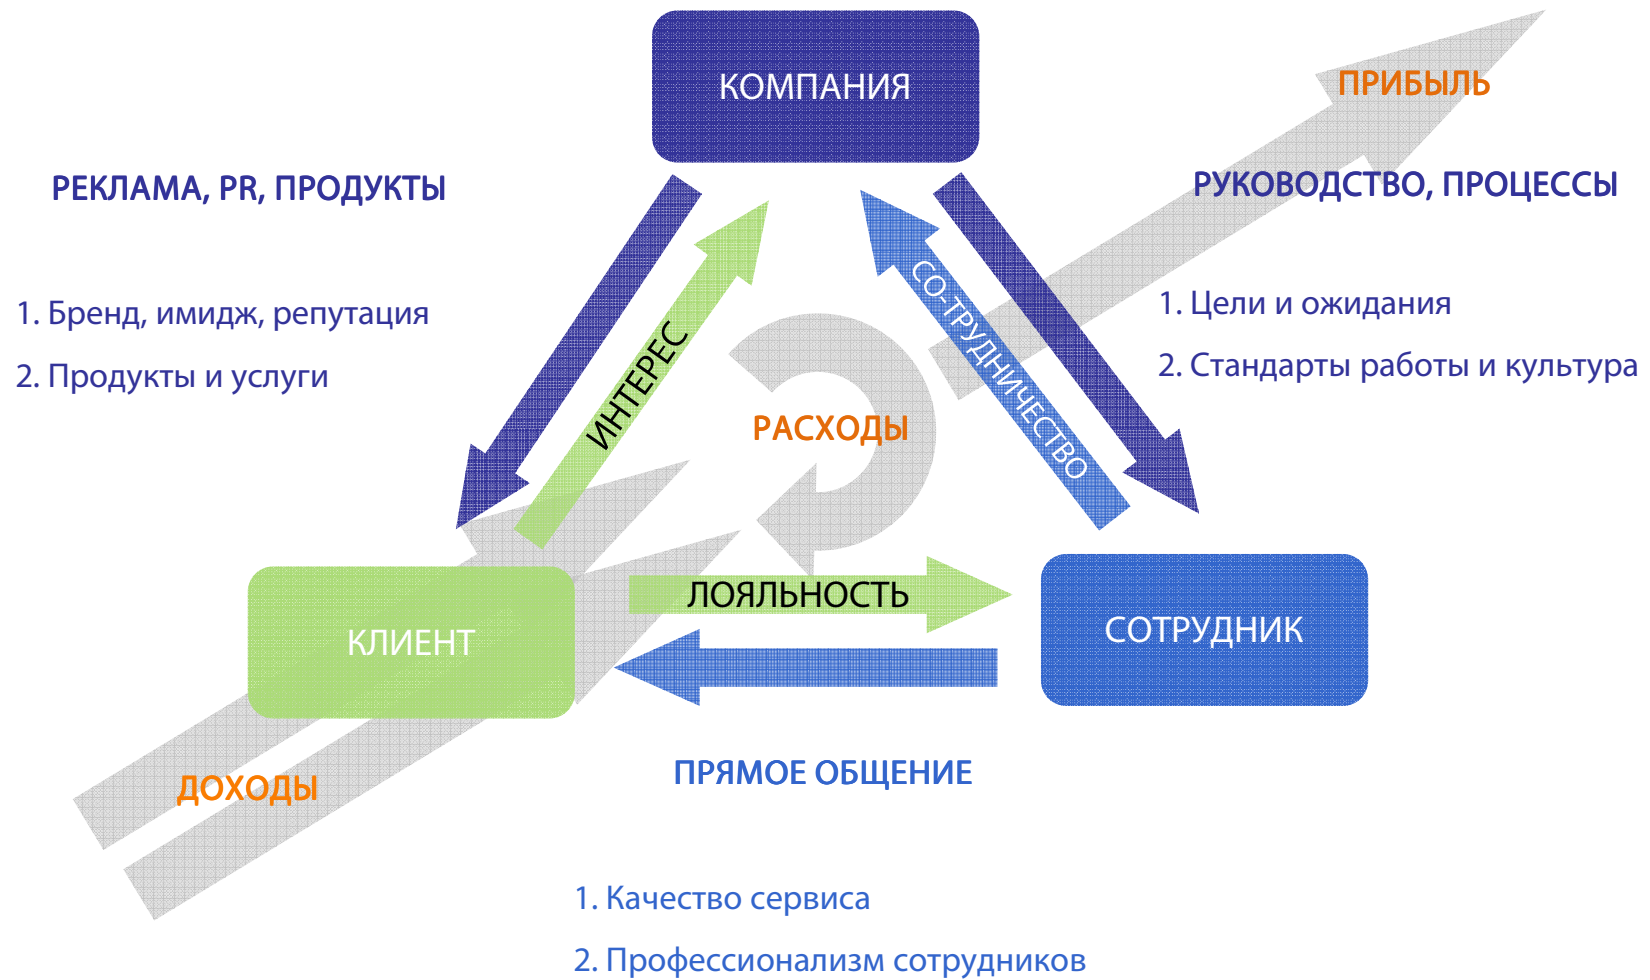 КОМПАНИЯ
ПРИБЫЛЬ
РЕКЛАМА, PR, ПРОДУКТЫ
РУКОВОДСТВО, ПРОЦЕССЫ
1. Бренд, имидж, репутация
2. Продукты и услуги
ИНТЕРЕС
СО-ТРУДНИЧЕСТВО
1. Цели и ожидания
2. Стандарты работы и культура
РАСХОДЫ
ЛОЯЛЬНОСТЬ
КЛИЕНТ
СОТРУДНИК
ДОХОДЫ
ПРЯМОЕ ОБЩЕНИЕ
1. Качество сервиса
2. Профессионализм сотрудников